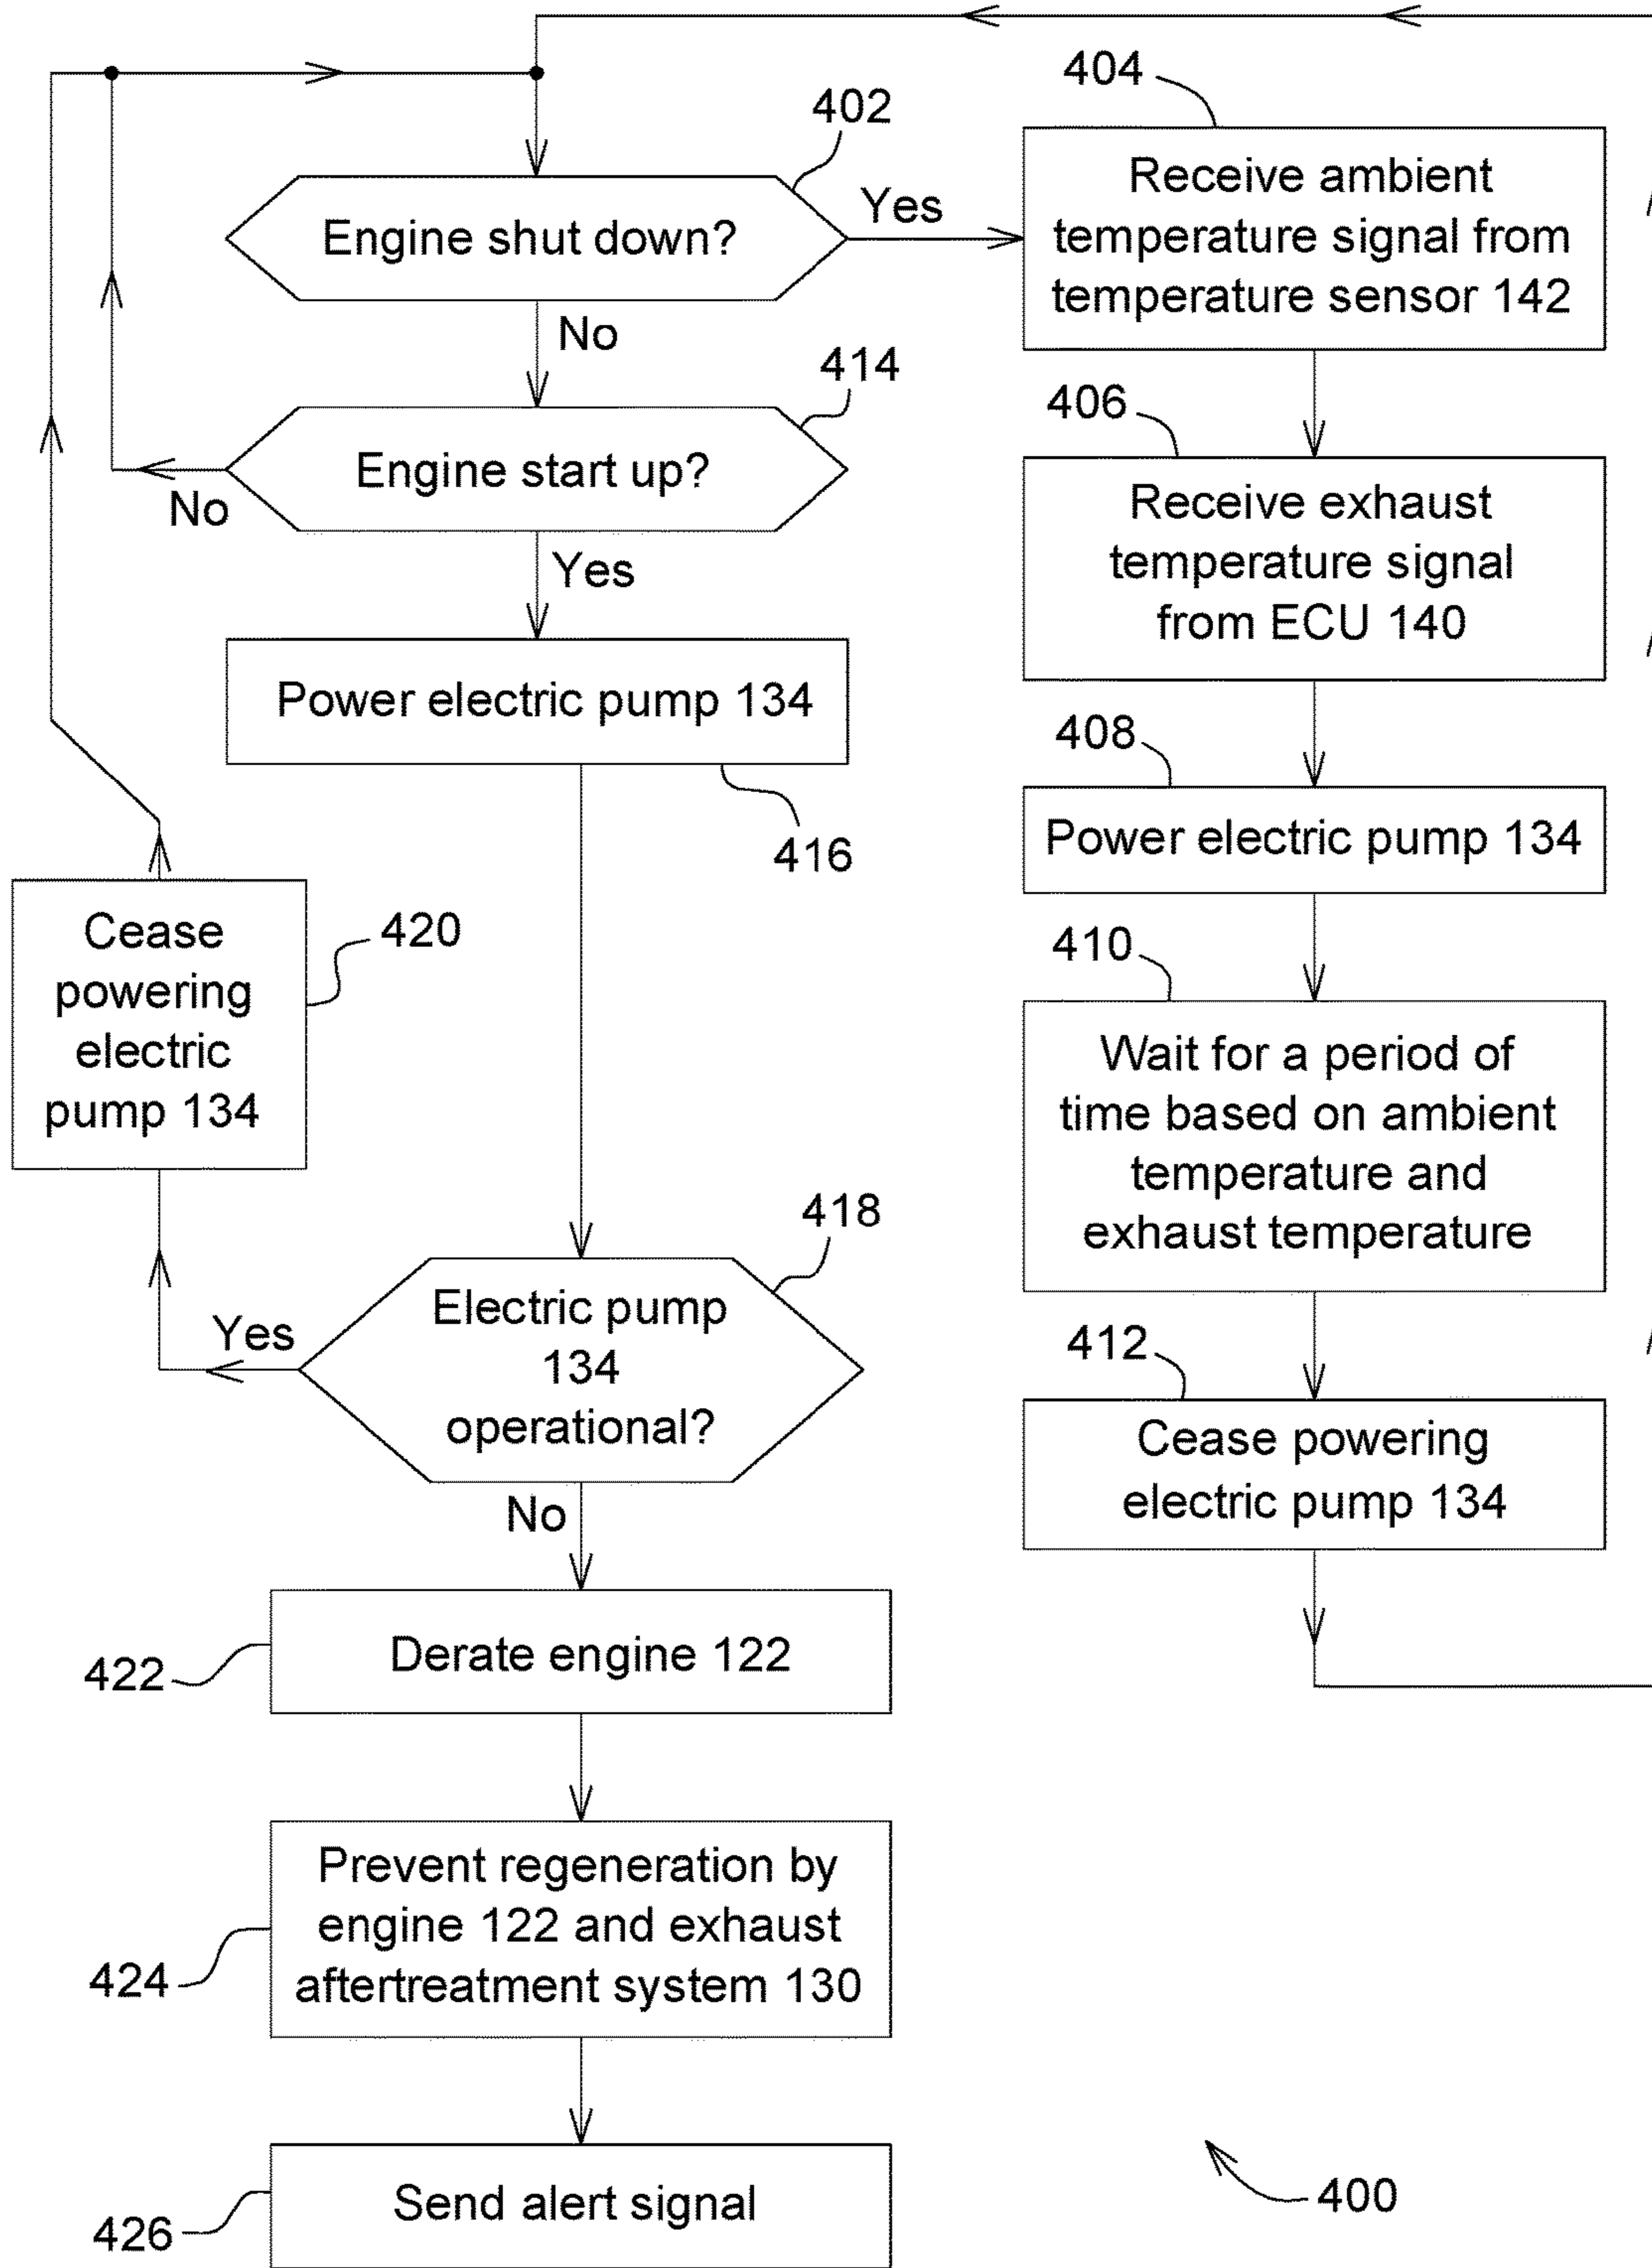 402
Engine shut down?
Yes
No
404
Receive ambient
temperature signal from
temperature sensor 142
414
Engine start up?
No
Yes
406
Receive exhaust
temperature signal
from ECU 140
Power electric pump 134
416
408
Power electric pump 134
Cease
powering
electric
pump 134
420
410
Wait for a period of
time based on ambient
temperature and
exhaust temperature
418
Electric pump
134
operational?
Yes
No
412
Cease powering
electric pump 134
Derate engine 122
422
Prevent regeneration by
engine 122 and exhaust
aftertreatment system 130
424
Send alert signal
426
400